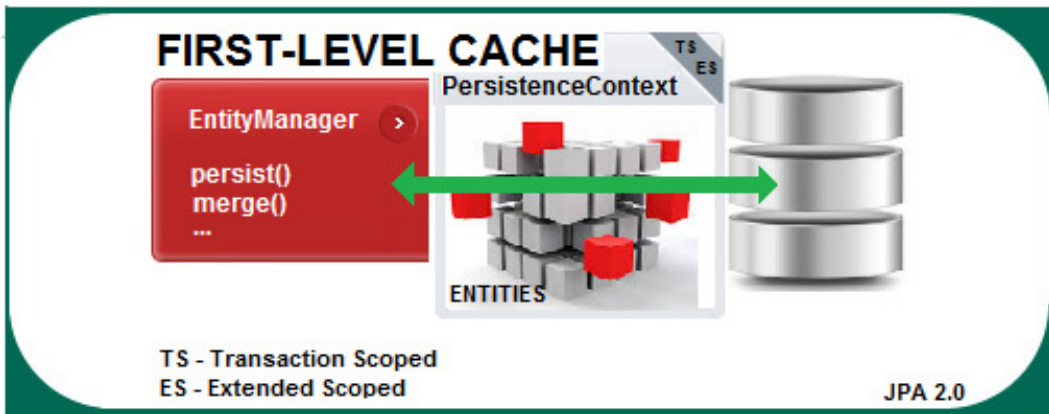 FIRST-LEVEL CACHE
TS
ES
PersistenceContext
EntityManager
persist()
merge()
...
ENTITIES
TS - Transaction Scoped
ES - Extended Scoped
JPA 2.0